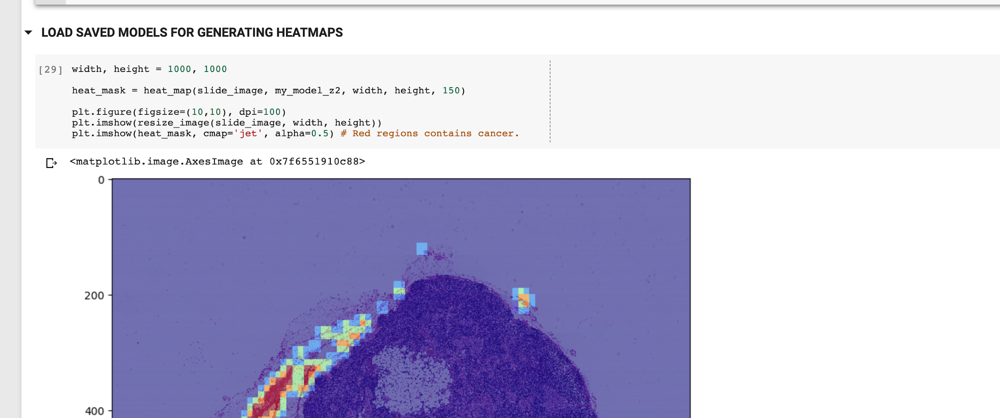 LOAD SAVED MODELS FOR GENERATING HEATMAPS
[29] width, height = 1000, 1000
heat_mask = heat_map(slide_image, my_model_z2, width, height, 150)
plt.figure(figsize=(10,10), dpi=100)
plt.imshow(resize_image(slide_image, width, height))
plt.imshow(heat_mask, cmap='jet', alpha=0.5) # Red regions contains cancer.
<matplotlib.image.AxesImage at 0x7f6551910c88>
0
200
400